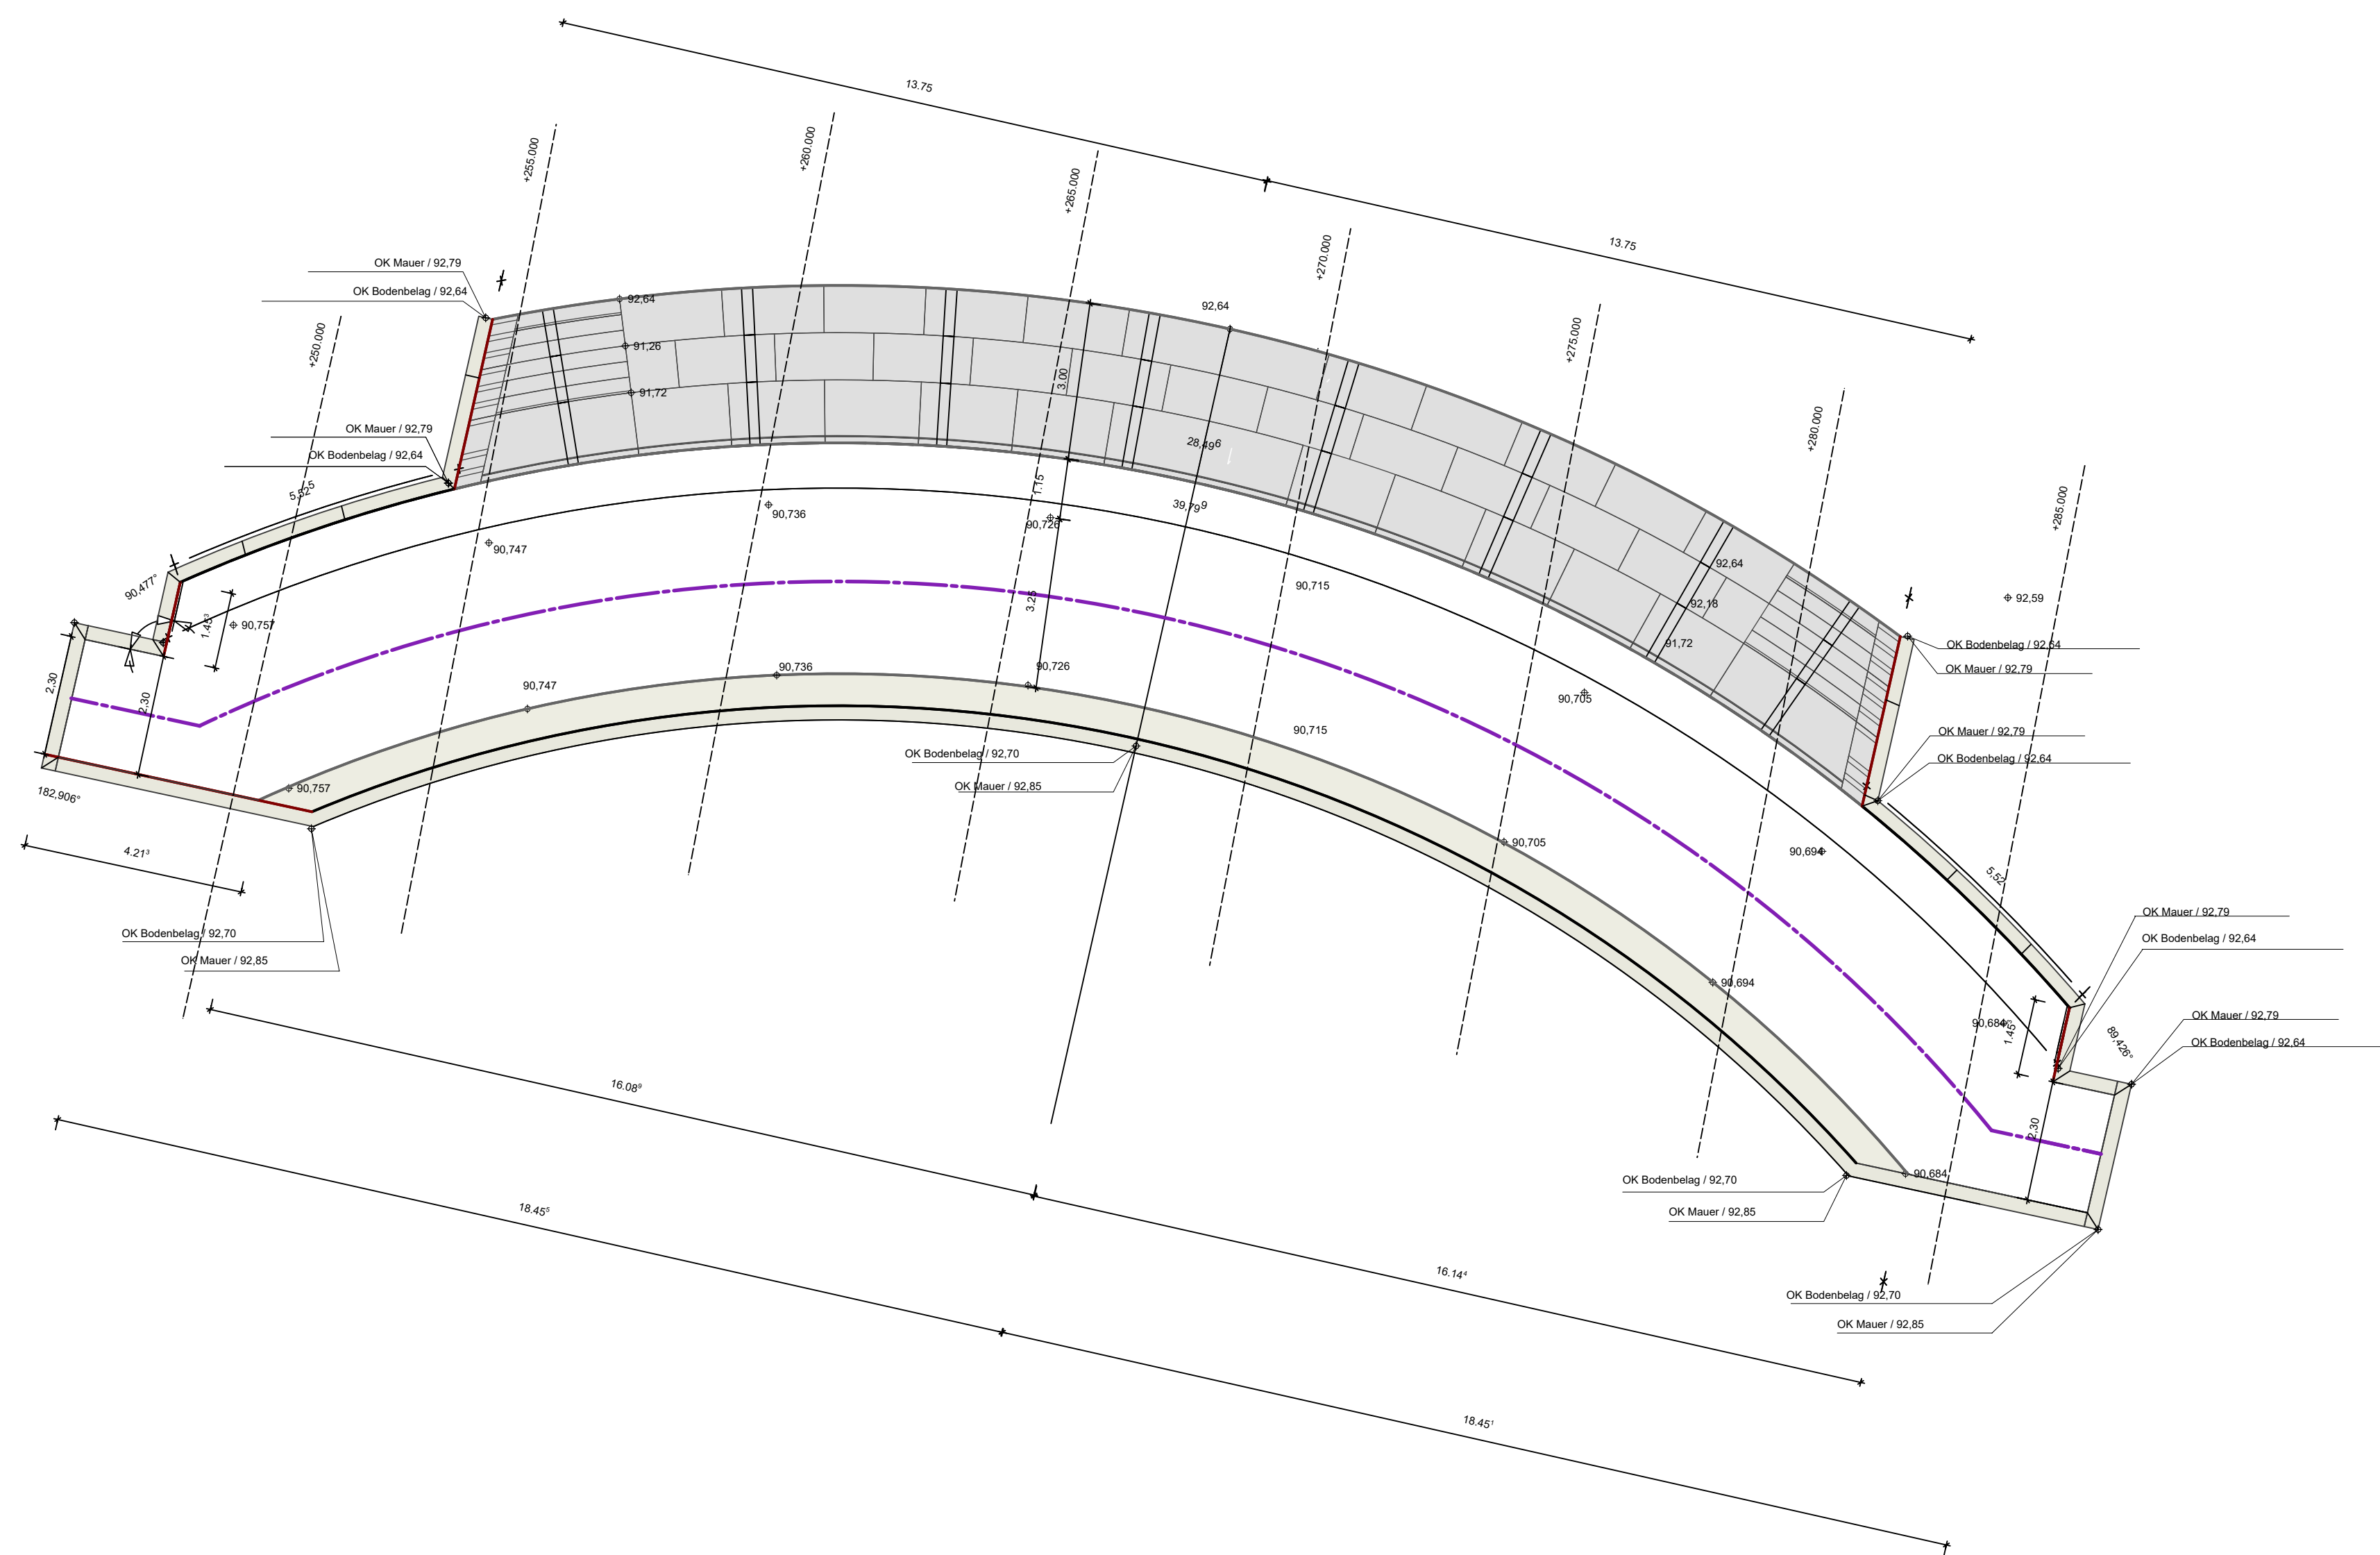 13.75
13.75
+255.000
+260.000
+265.000
+270.000
+275.000
+280.000
+285.000
+250.000
OK Mauer / 92,79
OK Bodenbelag / 92,64
92,64
91,26
91,72
92,64
3.00
OK Mauer / 92,79
OK Bodenbelag / 92,64
5,525
28,49⁶
39,79⁹
1.15
90,736
90,726
90,747
90,715
92,64
92,18
91,72
92,59
OK Bodenbelag / 92,64
OK Mauer / 92,79
90,477°
1.45³
90,757
3.25
90,736
90,726
90,747
90,705
90,715
2,30
2,30
OK Mauer / 92,79
OK Bodenbelag / 92,64
OK Bodenbelag / 92,70
OK Mauer / 92,85
90,757
182,906°
4.21³
90,705
90,694
5,52
OK Bodenbelag / 92,70
OK Mauer / 92,85
OK Mauer / 92,79
OK Bodenbelag / 92,64
90,694
90,684
1.45
89,426°
OK Mauer / 92,79
OK Bodenbelag / 92,64
16.08⁹
2,30
90,684
OK Bodenbelag / 92,70
OK Mauer / 92,85
18.45⁵
16.14⁴
OK Bodenbelag / 92,70
OK Mauer / 92,85
18.45¹